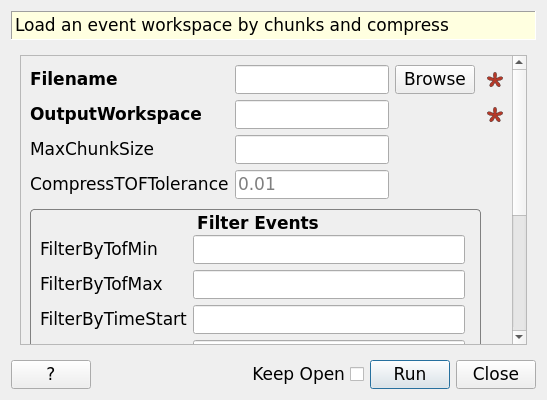 Load an event workspace by chunks and compress
Filename
Browse
OutputWorkspace
MaxChunkSize
CompressTOFTolerance 0.01
Filter Events
FilterByTofMin
FilterByTofMax
FilterByTimeStart
? Keep Open Run Close